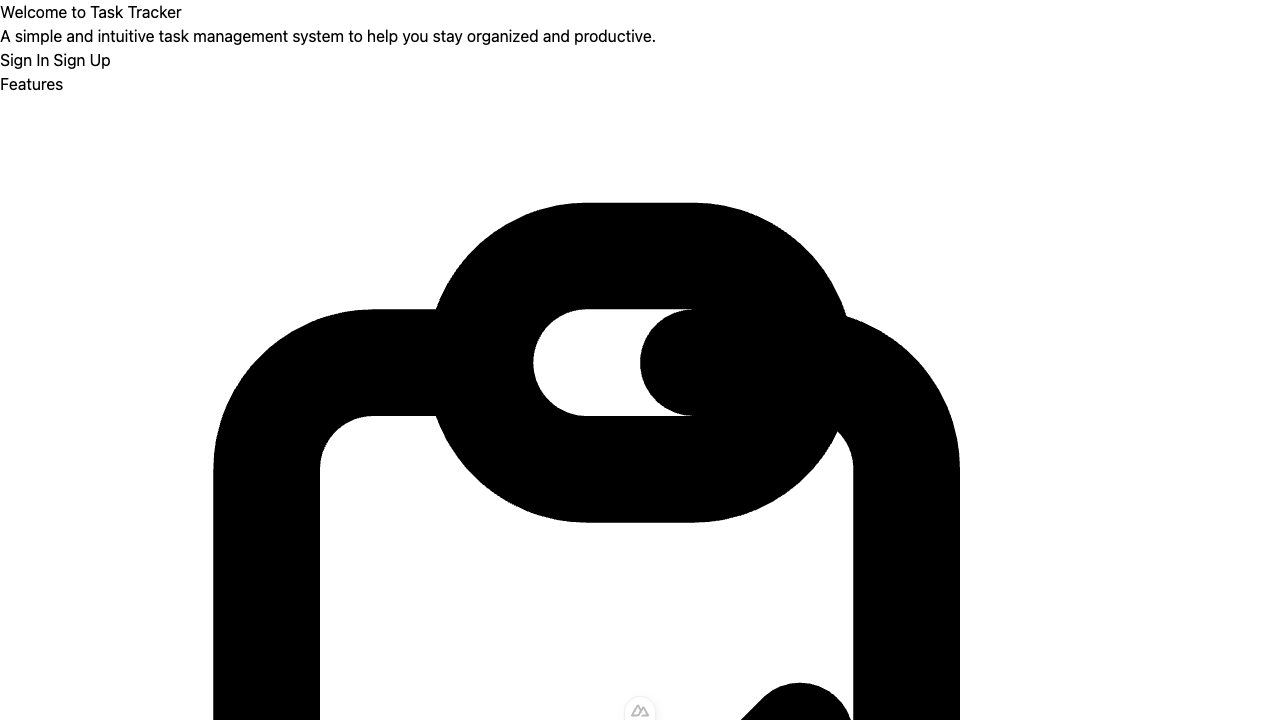 Welcome to Task Tracker
A simple and intuitive task management system to help you stay organized and productive.
Sign In Sign Up
Features